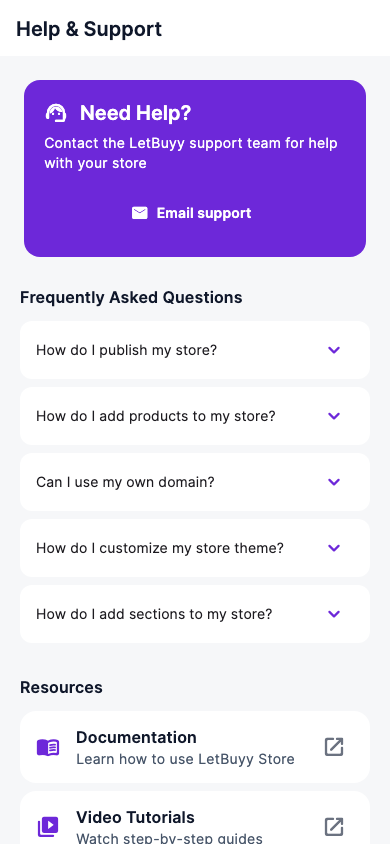 Help & Support
Need Help?
Contact the LetBuyy support team for help
with your store
Email support
Frequently Asked Questions
How do I publish my store?
How do I add products to my store?
Can I use my own domain?
How do I customize my store theme?
How do I add sections to my store?
Resources
Documentation
Learn how to use LetBuyy Store
Video Tutorials
Watch step-by-step guides